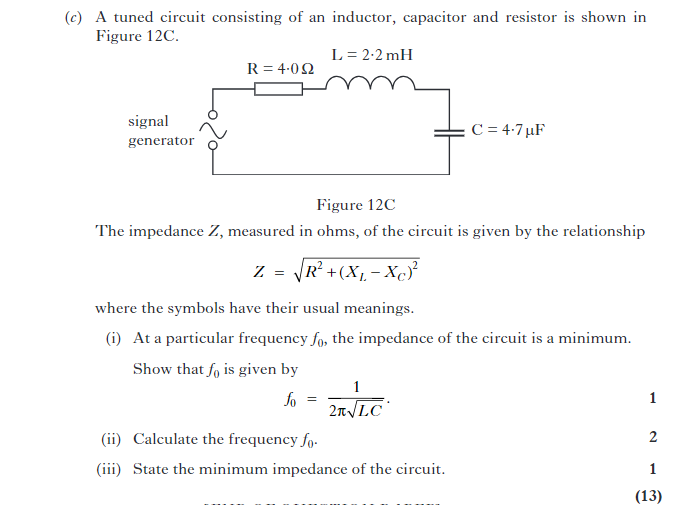 (c) A tuned circuit consisting of an inductor, capacitor and resistor is shown in
Figure 12C.
L = 2·2 mH
R = 4·0 Ω
signal
generator
C = 4·7 μF
Figure 12C
The impedance Z, measured in ohms, of the circuit is given by the relationship
Z = √(R² + (X_L − X_C)²)
where the symbols have their usual meanings.
(i) At a particular frequency f₀, the impedance of the circuit is a minimum.
Show that f₀ is given by
f₀ = 1 / (2π√LC). 1
(ii) Calculate the frequency f₀. 2
(iii) State the minimum impedance of the circuit. 1
(13)